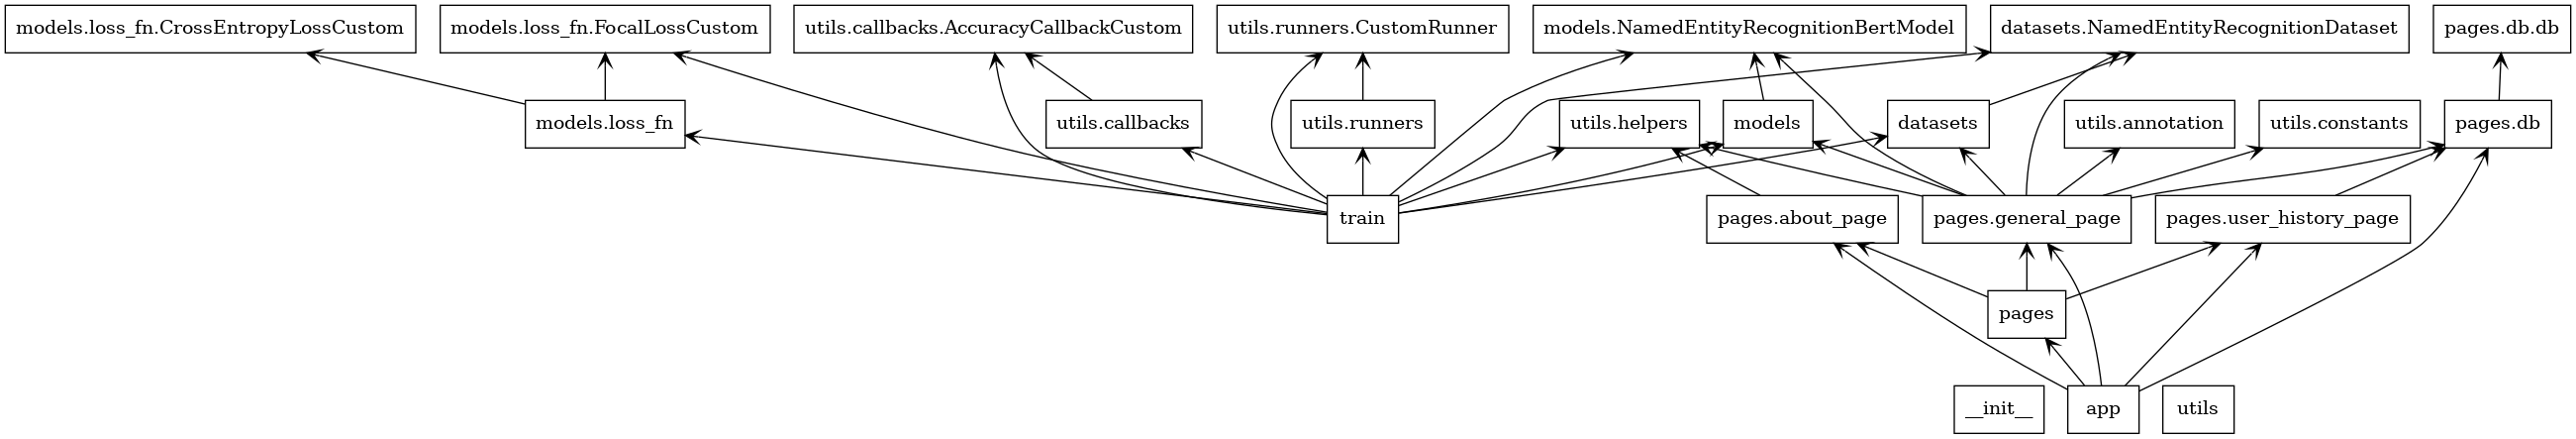 models.loss_fn.CrossEntropyLossCustom
models.loss_fn.FocalLossCustom
utils.callbacks.AccuracyCallbackCustom
utils.runners.CustomRunner
models.NamedEntityRecognitionBertModel
datasets.NamedEntityRecognitionDataset
pages.db.db
models.loss_fn
utils.callbacks
utils.runners
utils.helpers
models
datasets
utils.annotation
utils.constants
pages.db
train
pages.about_page
pages.general_page
pages.user_history_page
pages
__init__
app
utils